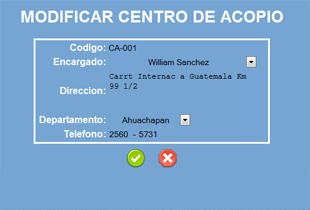 MODIFICAR CENTRO DE ACOPIO
Codigo: CA-001
Encargado: William Sanchez
Direccion: Carrt Internac a Guatemala Km
99 1/2
Departamento: Ahuachapan
Telefono: 2560 - 5731